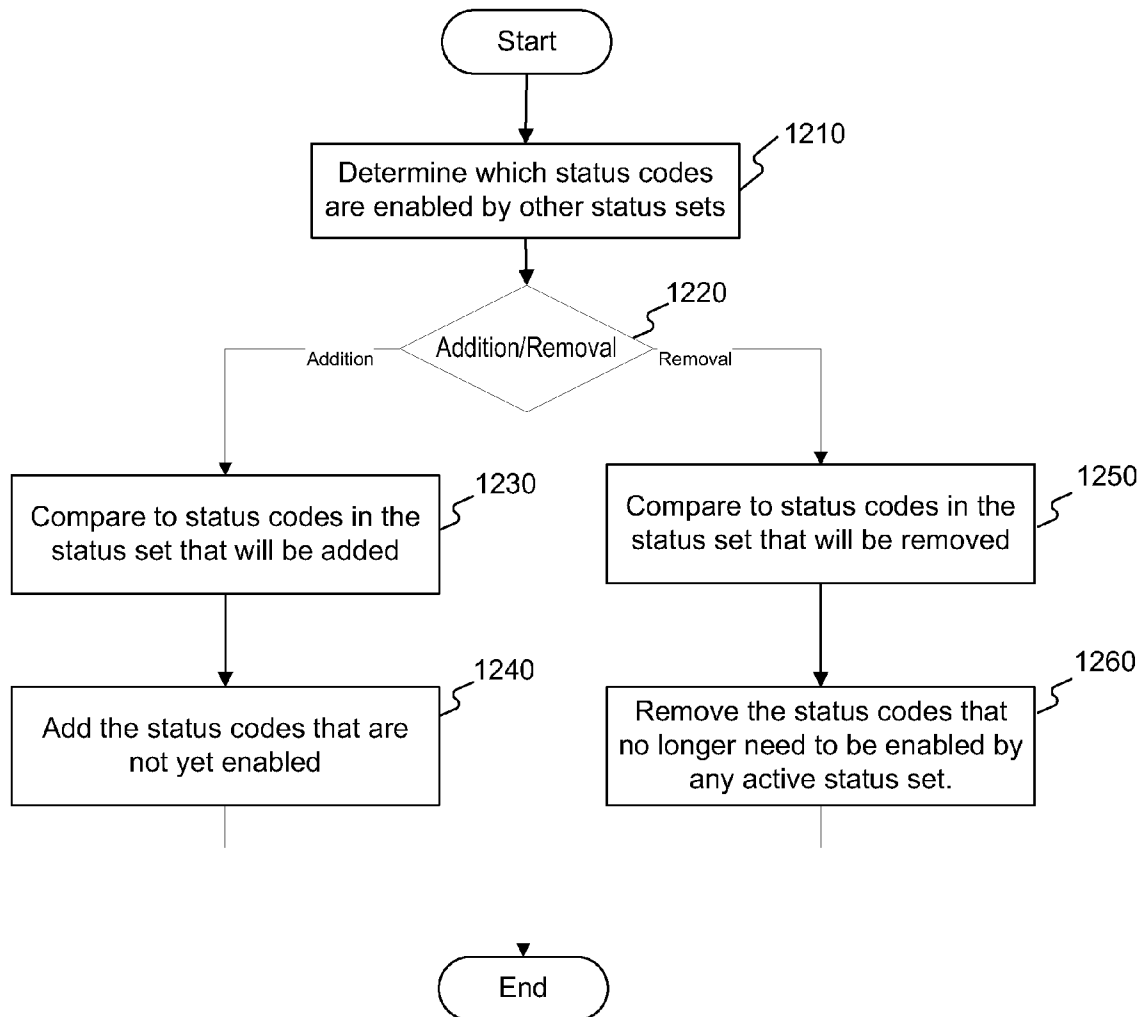 Start
1210
Determine which status codes
are enabled by other status sets
1220
Addition/Removal
Addition
Removal
1230
Compare to status codes in the
status set that will be added
1250
Compare to status codes in the
status set that will be removed
1240
Add the status codes that are
not yet enabled
1260
Remove the status codes that
no longer need to be enabled by
any active status set.
End